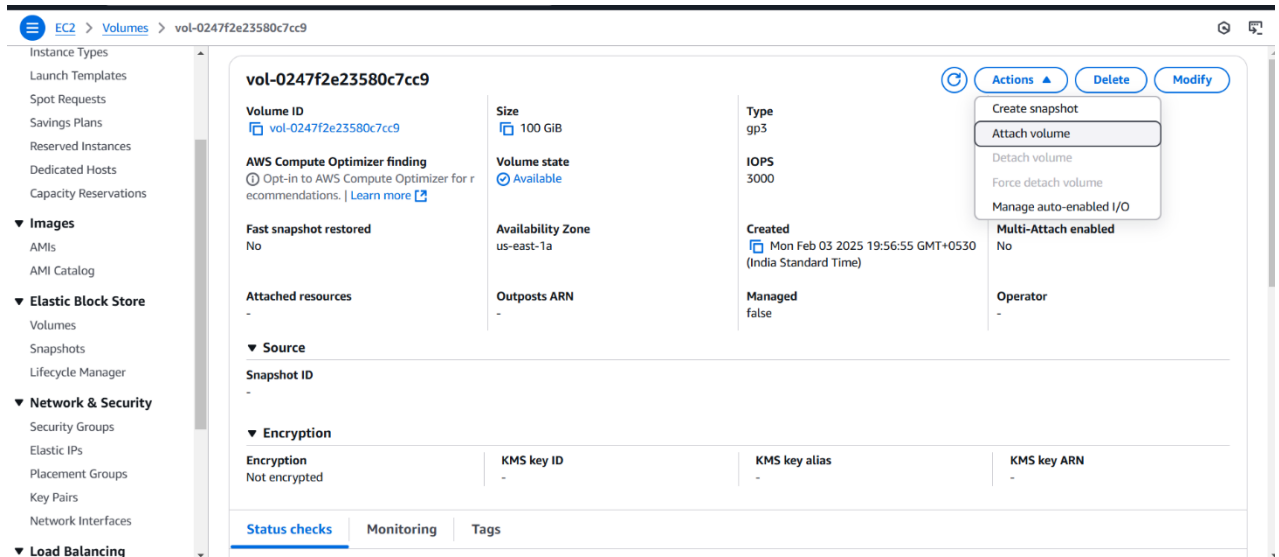 EC2 > Volumes > vol-0247f2e23580c7cc9
Instance Types
Launch Templates
Spot Requests
Savings Plans
Reserved Instances
Dedicated Hosts
Capacity Reservations
Images
AMIs
AMI Catalog
Elastic Block Store
Volumes
Snapshots
Lifecycle Manager
Network & Security
Security Groups
Elastic IPs
Placement Groups
Key Pairs
Network Interfaces
Load Balancing
vol-0247f2e23580c7cc9
Actions
Delete
Modify
Create snapshot
Attach volume
Detach volume
Force detach volume
Manage auto-enabled I/O
Volume ID
vol-0247f2e23580c7cc9
Size
100 GiB
Type
gp3
AWS Compute Optimizer finding
Opt-in to AWS Compute Optimizer for r
ecommendations. | Learn more
Volume state
Available
IOPS
3000
Fast snapshot restored
No
Availability Zone
us-east-1a
Created
Mon Feb 03 2025 19:56:55 GMT+0530
(India Standard Time)
Multi-Attach enabled
No
Attached resources
-
Outposts ARN
-
Managed
false
Operator
-
Source
Snapshot ID
-
Encryption
Encryption
Not encrypted
KMS key ID
-
KMS key alias
-
KMS key ARN
-
Status checks
Monitoring
Tags